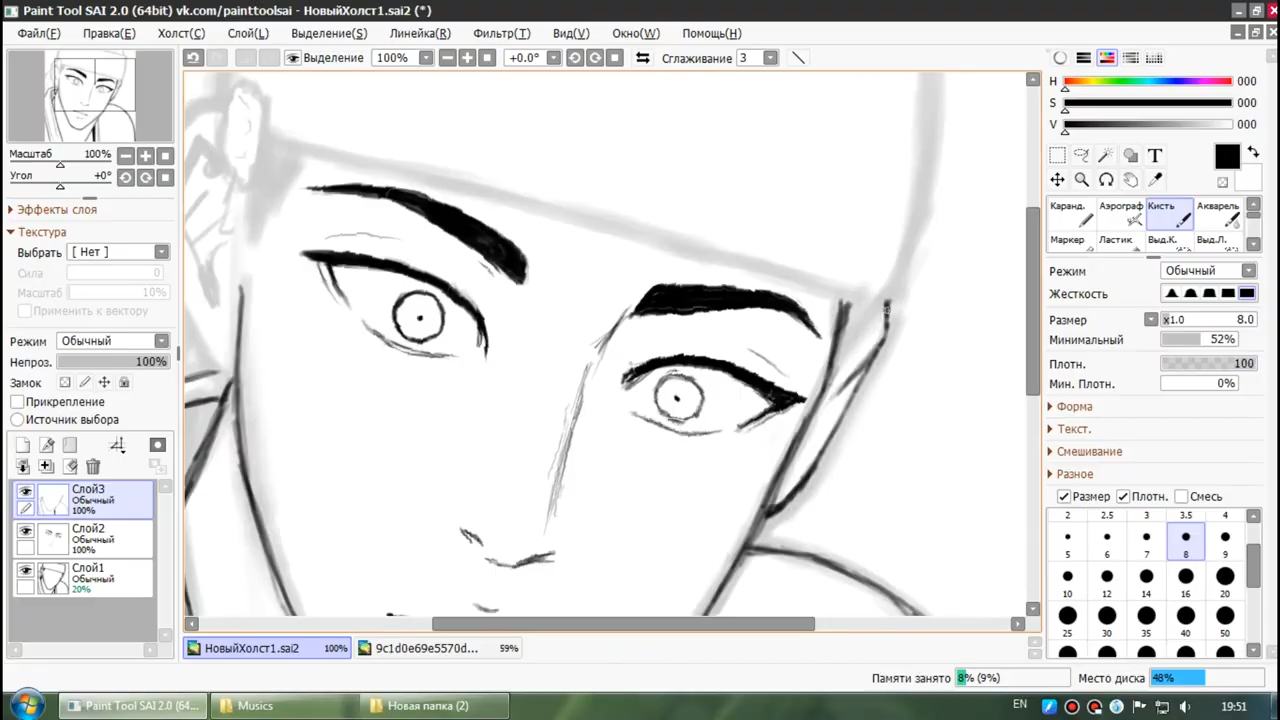 Paint Tool SAI 2.0 (64bit) vk.com/painttoolsai - НовыйХолст1.sai2 (*)
Файл(F) Правка(E) Холст(C) Слой(L) Выделение(S) Линейка(R) Фильтр(T) Вид(V) Окно(W) Помощь(H)
Выделение 100% +0.0° Сглаживание 3
Масштаб 100%
Угол +0°
Эффекты слоя
Текстура
Выбрать [ Нет ]
Сила 0
Масштаб 10%
Применить к вектору
Режим Обычный
Непроз. 100%
Замок
Прикрепление
Источник выбора
Слой3
Обычный
100%
Слой2
Обычный
100%
Слой1
Обычный
20%
H 000
S 000
V 000
T
Каранд. Аэрограф Кисть Акварель
Маркер Ластик Выд.К. Выд.Л.
Режим Обычный
Жесткость
Размер x1.0 8.0
Минимальный 52%
Плотн. 100
Мин. Плотн. 0%
Форма
Текст.
Смешивание
Разное
Размер Плотн. Смесь
2 2.5 3 3.5 4
5 6 7 8 9
10 12 14 16 20
25 30 35 40 50
НовыйХолст1.sai2 100% 9c1d0e69e5570d... 59%
Памяти занято 8% (9%) Место диска 48%
Paint Tool SAI 2.0 (64... Musics Новая папка (2) EN 19:51